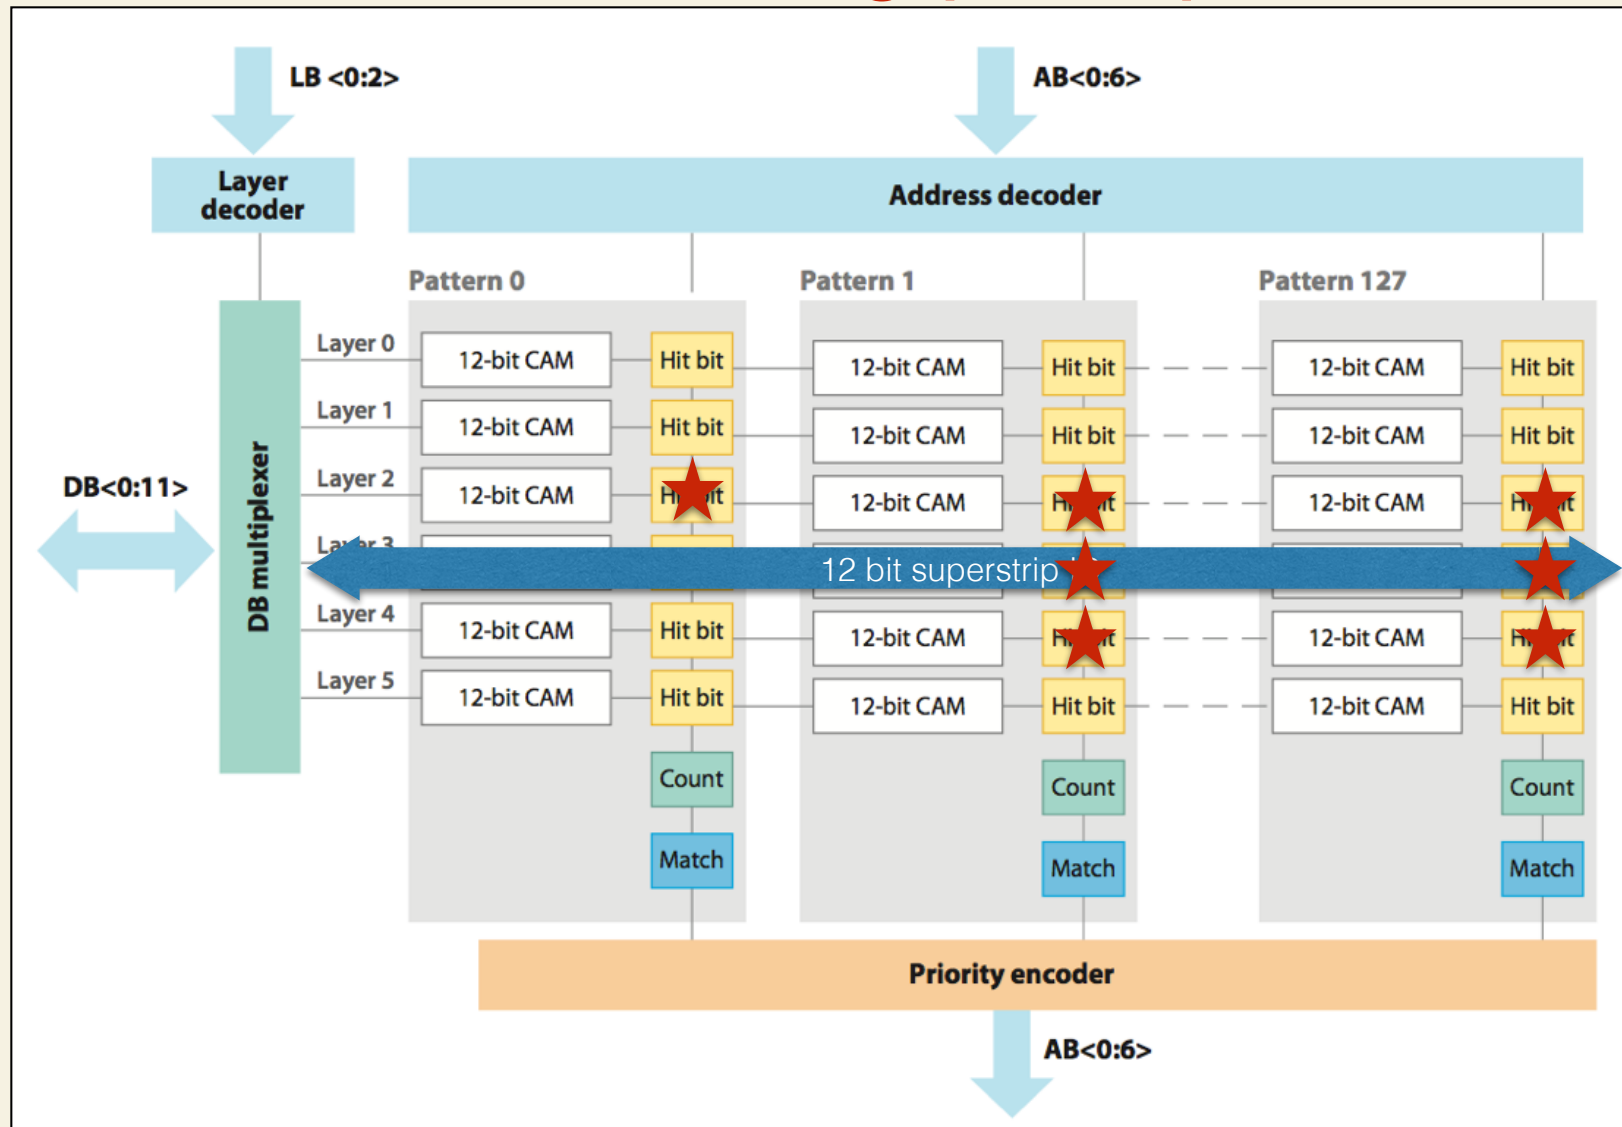 LB <0:2>
AB<0:6>
Layer
decoder
Address decoder
Pattern 0
Pattern 1
Pattern 127
Layer 0
12-bit CAM
Hit bit
12-bit CAM
Hit bit
12-bit CAM
Hit bit
Layer 1
12-bit CAM
Hit bit
12-bit CAM
Hit bit
12-bit CAM
Hit bit
DB<0:11>
DB multiplexer
Layer 2
12-bit CAM
12-bit CAM
12-bit CAM
Layer 3
12 bit superstrip
Layer 4
12-bit CAM
Hit bit
12-bit CAM
12-bit CAM
Layer 5
12-bit CAM
Hit bit
12-bit CAM
Hit bit
12-bit CAM
Hit bit
Count
Count
Count
Match
Match
Match
Priority encoder
AB<0:6>